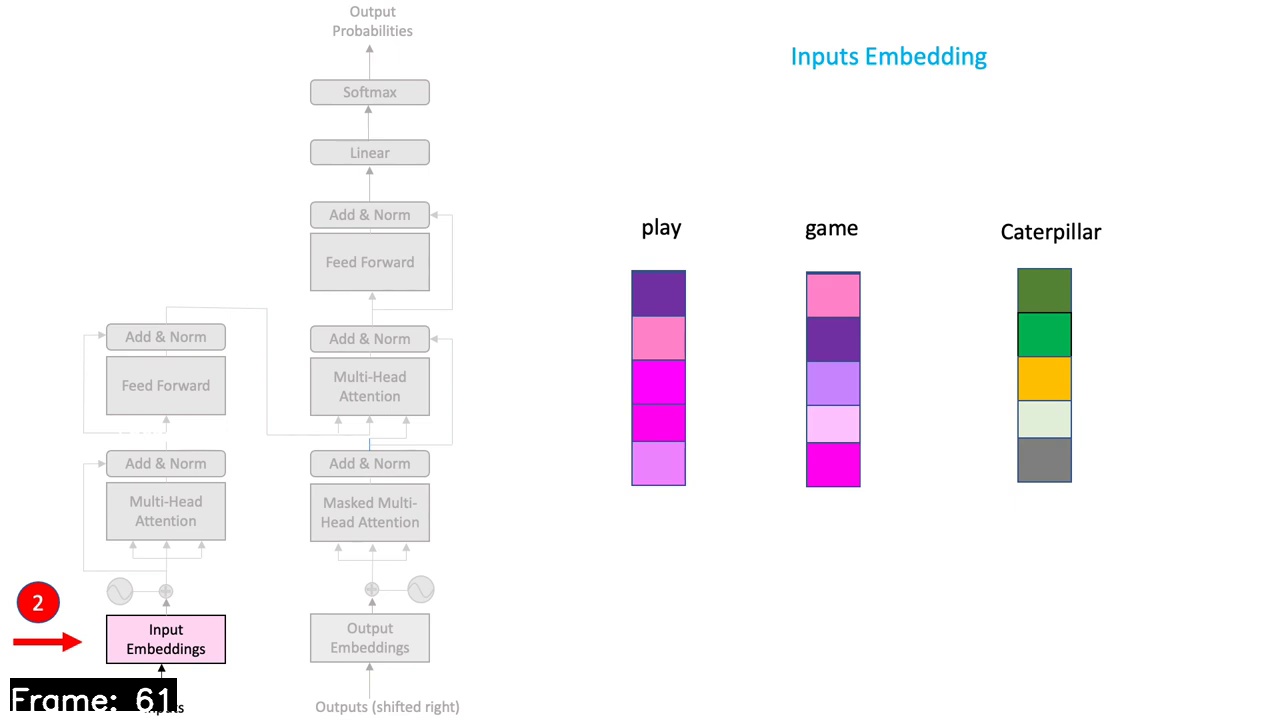 Output
Probabilities
Softmax
Linear
Add & Norm
Feed Forward
Add & Norm
Multi-Head
Attention
Add & Norm
Masked Multi-
Head Attention
Output
Embeddings
Outputs (shifted right)
Add & Norm
Feed Forward
Add & Norm
Multi-Head
Attention
2
Input
Embeddings
Frame: 61
Inputs Embedding
play
game
Caterpillar